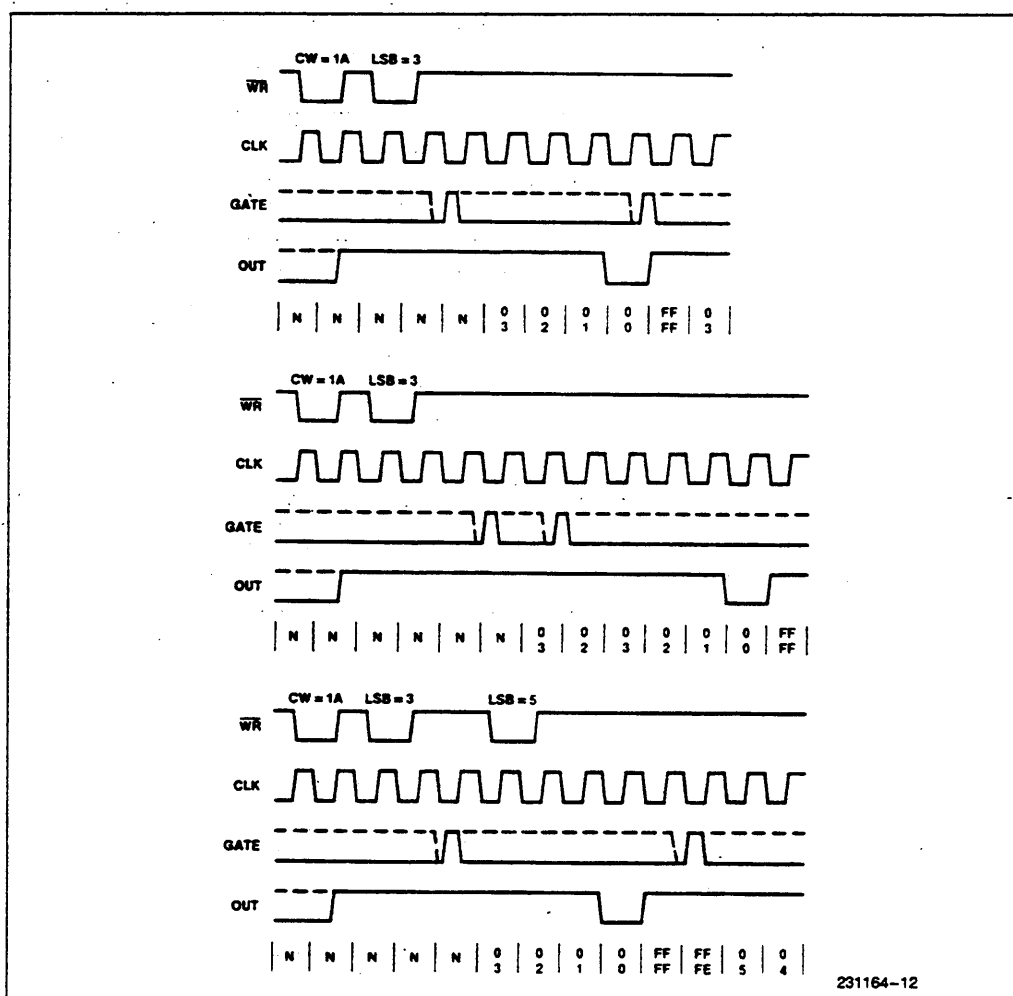 CW = 1A LSB = 3
WR
CLK
GATE
OUT
N N N N N 0 0 0 0 FF 0
3 2 1 0 FF 3
CW = 1A LSB = 3
WR
CLK
GATE
OUT
N N N N N N 0 0 0 0 0 0 FF
3 2 3 2 1 0 FF
CW = 1A LSB = 3 LSB = 5
WR
CLK
GATE
OUT
N N N N N 0 0 0 0 FF FF 0 0
3 2 1 0 FF FE 5 4
231164-12